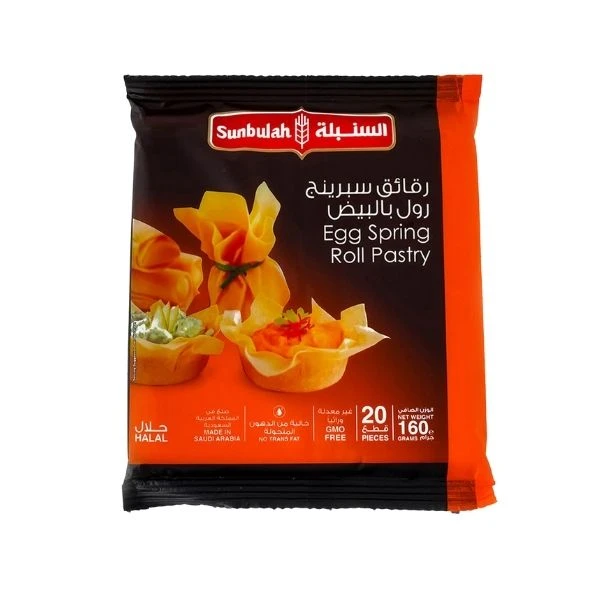 Sunbulah السنبلة
رقائق سبرينج
رول بالبيض
Egg Spring
Roll Pastry
حلال
HALAL
صنع في
المملكة العربية
السعودية
MADE IN
SAUDI ARABIA
خالية من الدهون
المتحولة
NO TRANS FAT
غير معدلة
وراثيا
GMO
FREE
20
قطع
PIECES
الوزن الصافي
NET WEIGHT
160 e
GRAMS جرام